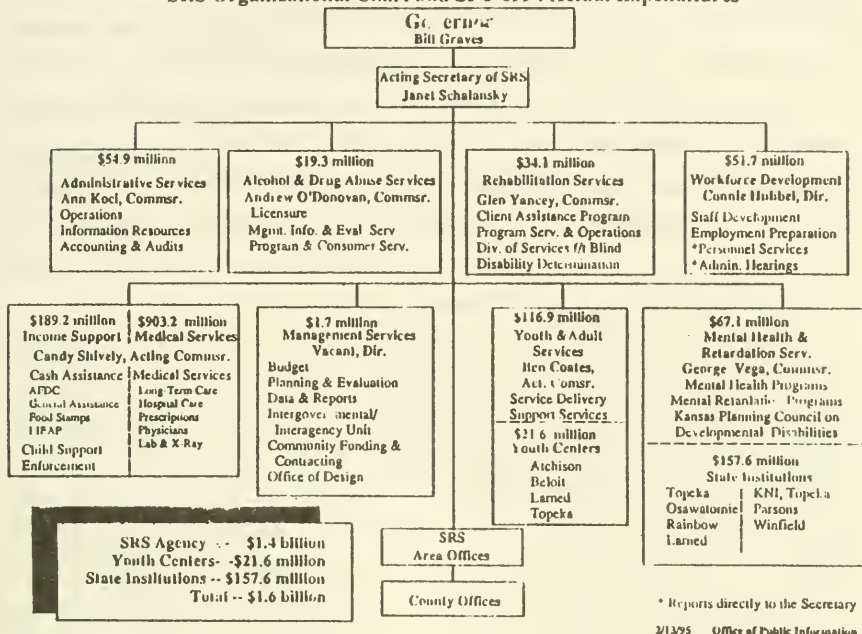 SRS Organizational Chart and
Governor
Bill Graves
Acting Secretary of SRS
Janet Schalansky
$54.9 million
Administrative Services
Ann Koci, Commsr.
Operations
Information Resources
Accounting & Audits
$19.3 million
Alcohol & Drug Abuse Services
Andrew O'Donovan, Commsr.
Licensure
Mgmt. Info. & Eval Serv
Program & Consumer Serv.
$34.1 million
Rehabilitation Services
Glen Yancey, Commsr.
Client Assistance Program
Program Serv. & Operations
Div. of Services f/t Blind
Disability Determination
$51.7 million
Workforce Development
Connie Hubbel, Dir.
Staff Development
Employment Preparation
*Personnel Services
*Admin. Hearings
$189.2 million
Income Support
$903.2 million
Medical Services
Candy Shively, Acting Commsr.
Cash Assistance
AFDC
General Assistance
Food Stamps
LIEAP
Child Support
Enforcement
Medical Services
Long-Term Care
Hospital Care
Prescriptions
Physicians
Lab & X-Ray
$1.7 million
Management Services
Vacant, Dir.
Budget
Planning & Evaluation
Data & Reports
Intergovernmental/
Interagency Unit
Community Funding &
Contracting
Office of Design
$116.9 million
Youth & Adult
Services
Ben Coates,
Act. Comsr.
Service Delivery
Support Services
$21.6 million
Youth Centers
Atchison
Beloit
Larned
Topeka
$67.1 million
Mental Health &
Retardation Serv.
George Vega, Commsr.
Mental Health Programs
Mental Retardation Programs
Kansas Planning Council on
Developmental Disabilities
$157.6 million
State Institutions
Topeka
Osawatomie
Rainbow
Larned
KNI, Topeka
Parsons
Winfield
SRS Agency -- $1.4 billion
Youth Centers- -$21.6 million
State Institutions -- $157.6 million
Total -- $1.6 billion
SRS
Area Offices
County Offices
* Reports directly to the Secretary
2/13/95 Office of Public Information